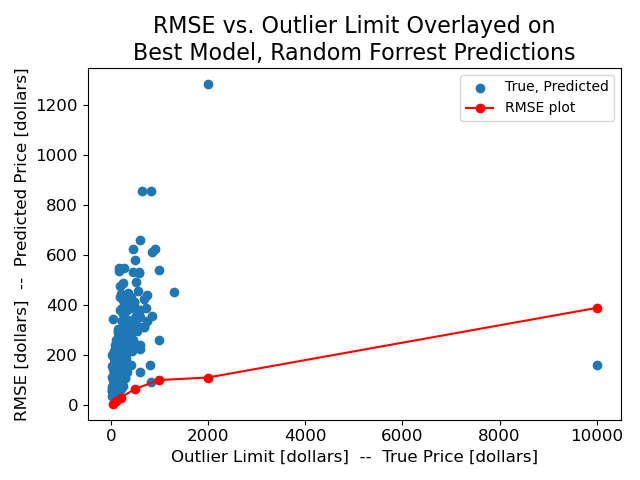 RMSE vs. Outlier Limit Overlayed on
Best Model, Random Forrest Predictions
True, Predicted
RMSE plot
RMSE [dollars]  --  Predicted Price [dollars]
1200
1000
800
600
400
200
0
0 2000 4000 6000 8000 10000
Outlier Limit [dollars]  --  True Price [dollars]